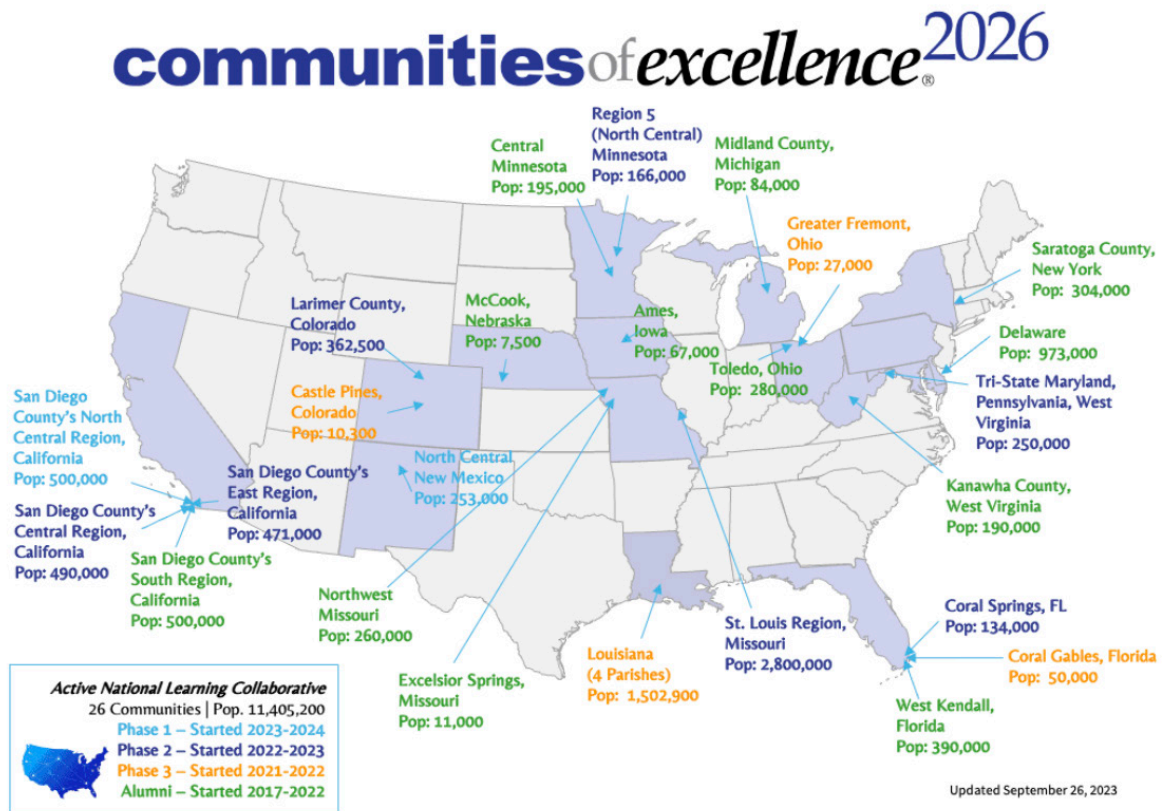 communities of excellence 2026
®
Region 5
(North Central)
Minnesota
Pop: 166,000
Central
Minnesota
Pop: 195,000
Midland County,
Michigan
Pop: 84,000
Greater Fremont,
Ohio
Pop: 27,000
Saratoga County,
New York
Pop: 304,000
Larimer County,
Colorado
Pop: 362,500
McCook,
Nebraska
Pop: 7,500
Ames,
Iowa
Pop: 67,000
Toledo, Ohio
Pop: 280,000
Delaware
Pop: 973,000
Tri-State Maryland,
Pennsylvania, West
Virginia
Pop: 250,000
Castle Pines,
Colorado
Pop: 10,300
San Diego
County's North
Central Region,
California
Pop: 500,000
North Central
New Mexico
Pop: 253,000
San Diego County's
East Region,
California
Pop: 471,000
Kanawha County,
West Virginia
Pop: 190,000
San Diego County's
Central Region,
California
Pop: 490,000
San Diego County's
South Region,
California
Pop: 500,000
Northwest
Missouri
Pop: 260,000
Excelsior Springs,
Missouri
Pop: 11,000
Louisiana
(4 Parishes)
Pop: 1,502,900
St. Louis Region,
Missouri
Pop: 2,800,000
Coral Springs, FL
Pop: 134,000
Coral Gables, Florida
Pop: 50,000
West Kendall,
Florida
Pop: 390,000
Active National Learning Collaborative
26 Communities | Pop. 11,405,200
Phase 1 – Started 2023-2024
Phase 2 – Started 2022-2023
Phase 3 – Started 2021-2022
Alumni – Started 2017-2022
Updated September 26, 2023